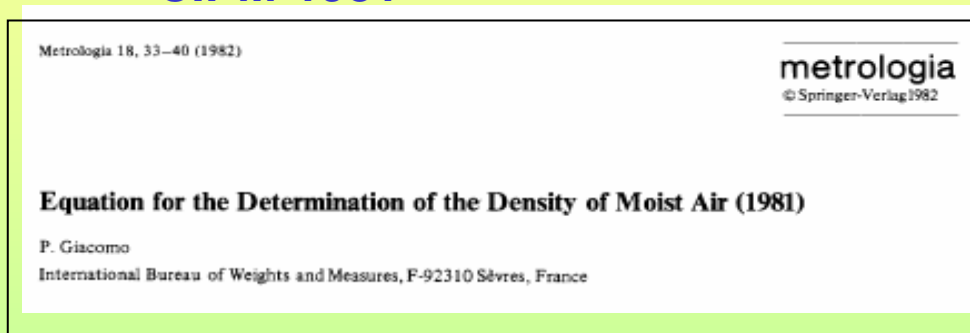 Metrologia 18, 33–40 (1982)
metrologia
© Springer-Verlag 1982
Equation for the Determination of the Density of Moist Air (1981)
P. Giacomo
International Bureau of Weights and Measures, F-92310 Sèvres, France